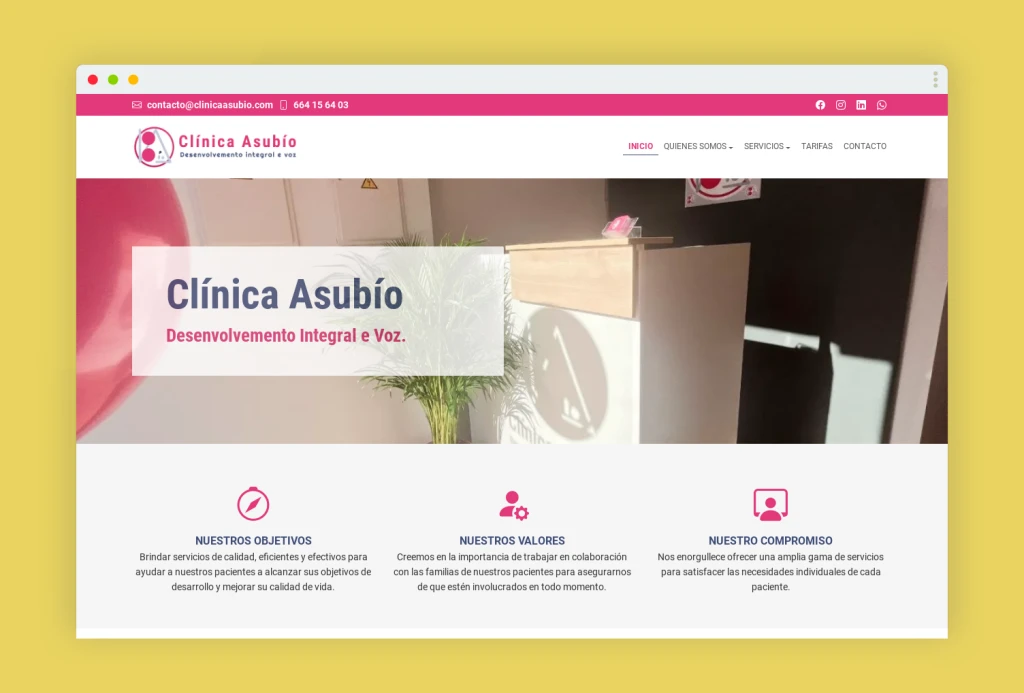 contacto@clinicaasubio.com 664 15 64 03
Clínica Asubío
Desenvolvemento integral e voz
INICIO QUIENES SOMOS SERVICIOS TARIFAS CONTACTO
Clínica Asubío
Desenvolvemento Integral e Voz.
NUESTROS OBJETIVOS
Brindar servicios de calidad, eficientes y efectivos para
ayudar a nuestros pacientes a alcanzar sus objetivos de
desarrollo y mejorar su calidad de vida.
NUESTROS VALORES
Creemos en la importancia de trabajar en colaboración
con las familias de nuestros pacientes para asegurarnos
de que estén involucrados en todo momento.
NUESTRO COMPROMISO
Nos enorgullece ofrecer una amplia gama de servicios
para satisfacer las necesidades individuales de cada
paciente.